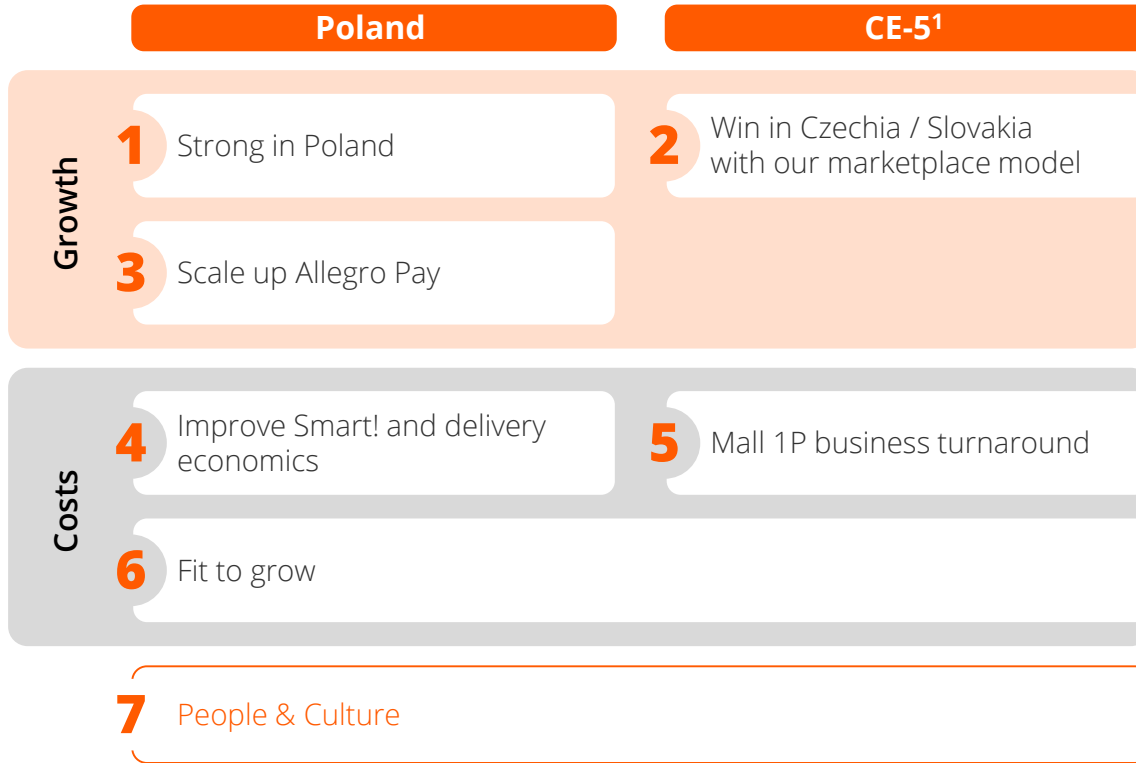 Poland
CE-5¹
Growth
1 Strong in Poland
2 Win in Czechia / Slovakia
with our marketplace model
3 Scale up Allegro Pay
Costs
4 Improve Smart! and delivery
economics
5 Mall 1P business turnaround
6 Fit to grow
7 People & Culture